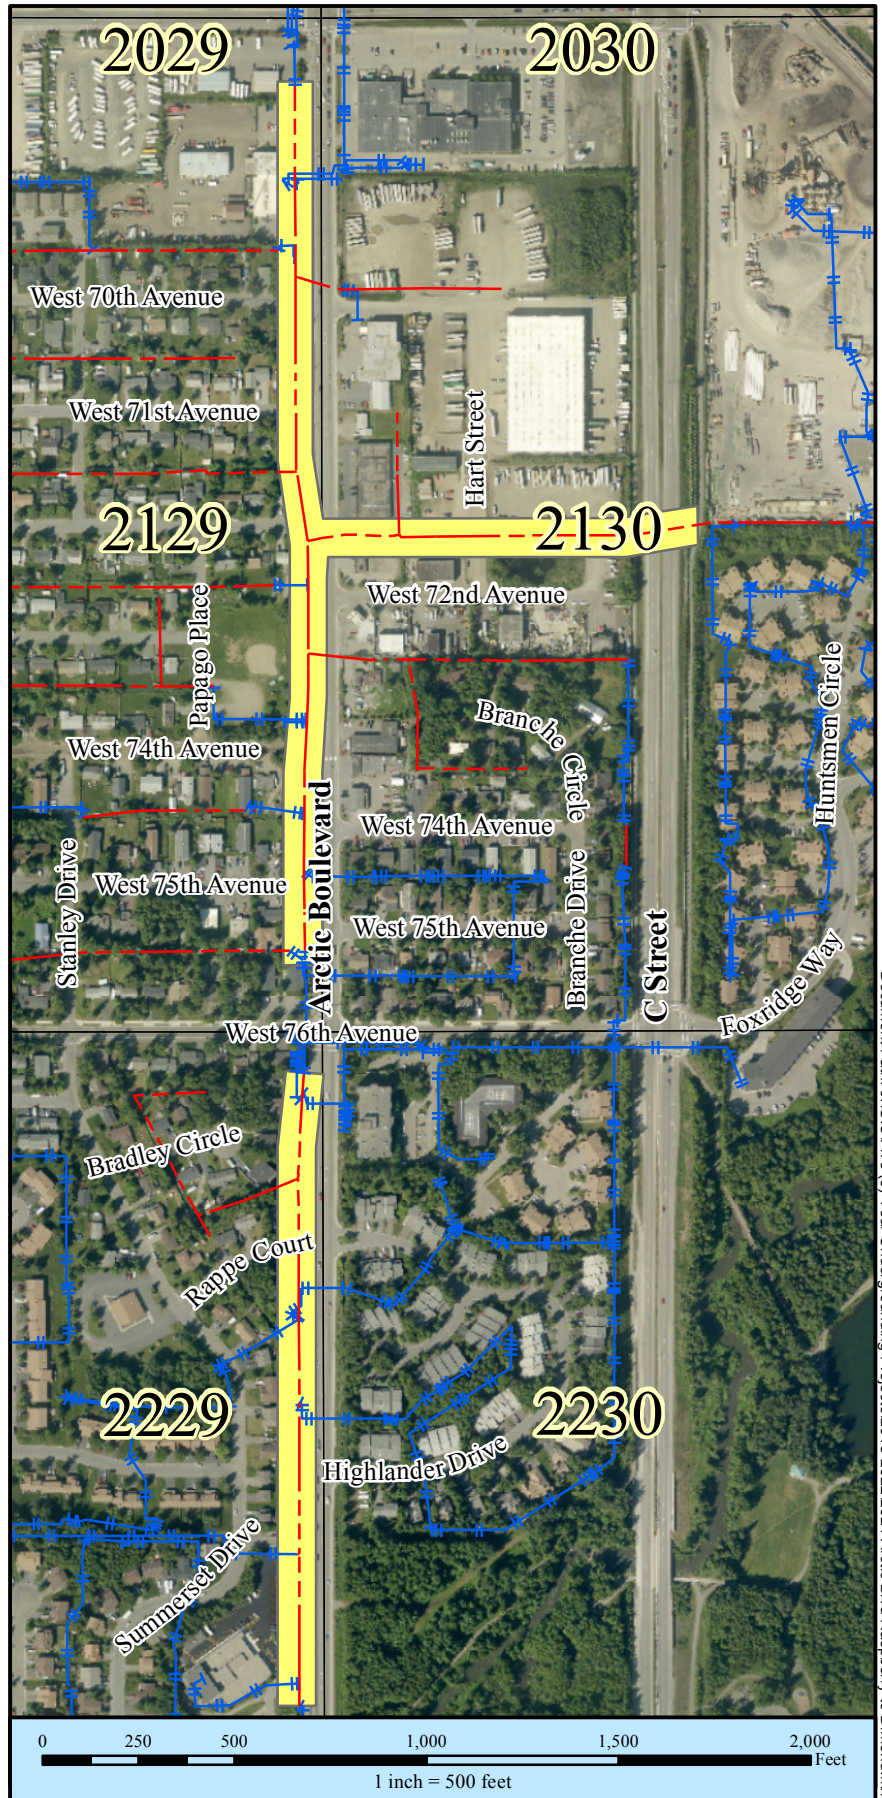 2029
2030
West 70th Avenue
West 71st Avenue
Hart Street
2129
2130
West 72nd Avenue
Papago Place
Huntsmen Circle
Branche Circle
West 74th Avenue
Arctic Boulevard
West 74th Avenue
Stanley Drive
West 75th Avenue
Branche Drive
West 75th Avenue
C Street
Foxridge Way
West 76th Avenue
Bradley Circle
Rappe Court
2229
2230
Highlander Drive
Summerset Drive
0 250 500 1,000 1,500 2,000
Feet
1 inch = 500 feet